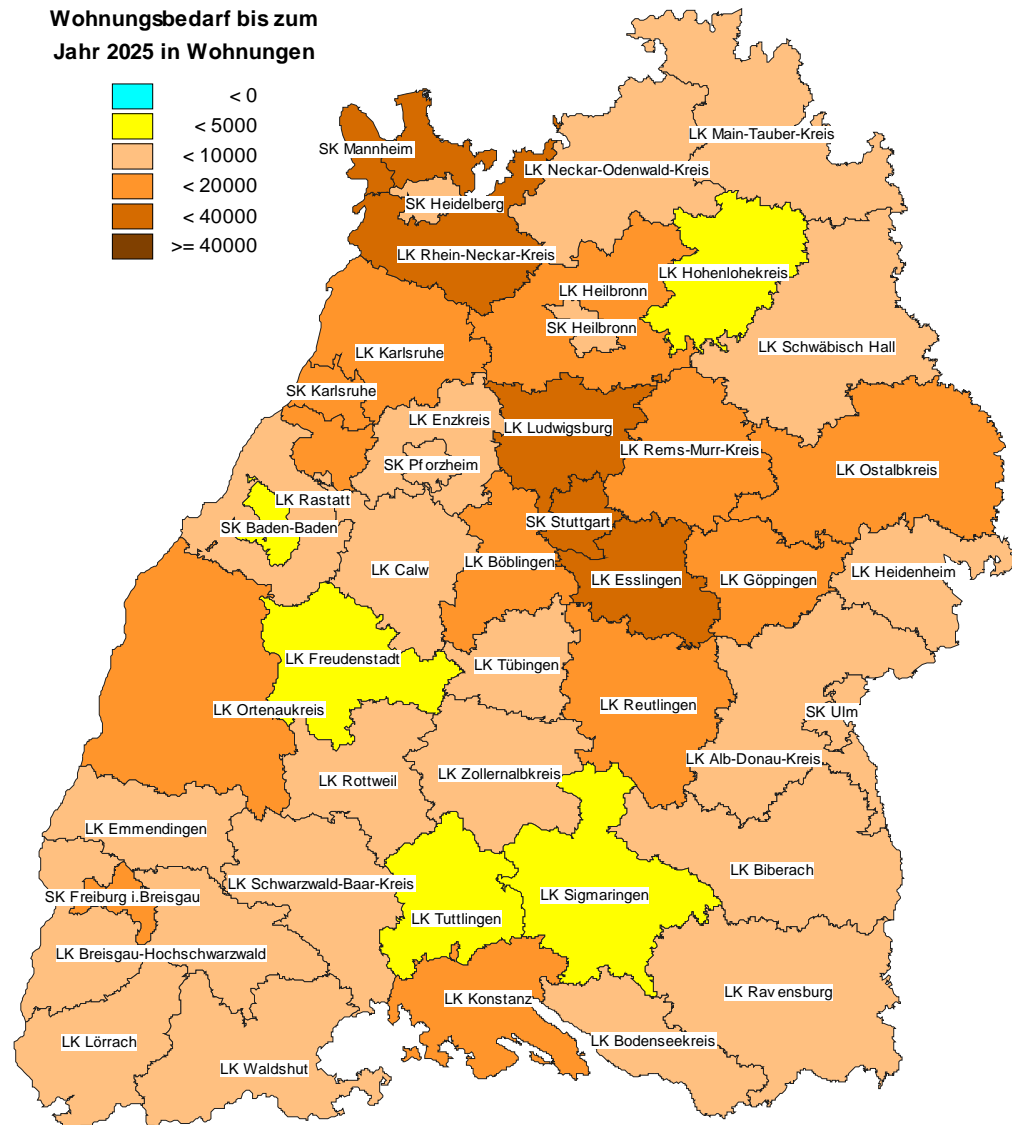 Wohnungsbedarf bis zum
Jahr 2025 in Wohnungen
< 0
< 5000
< 10000
< 20000
< 40000
>= 40000
LK Main-Tauber-Kreis
SK Mannheim
LK Neckar-Odenwald-Kreis
SK Heidelberg
LK Rhein-Neckar-Kreis
LK Hohenlohekreis
LK Heilbronn
SK Heilbronn
LK Schwäbisch Hall
LK Karlsruhe
SK Karlsruhe
LK Enzkreis
LK Ludwigsburg
LK Rems-Murr-Kreis
SK Pforzheim
LK Ostalbkreis
LK Rastatt
SK Baden-Baden
SK Stuttgart
LK Calw
LK Böblingen
LK Esslingen
LK Göppingen
LK Heidenheim
LK Freudenstadt
LK Tübingen
LK Ortenaukreis
LK Reutlingen
SK Ulm
LK Rottweil
LK Zollernalbkreis
LK Alb-Donau-Kreis
LK Emmendingen
LK Biberach
LK Schwarzwald-Baar-Kreis
SK Freiburg i.Breisgau
LK Sigmaringen
LK Tuttlingen
LK Breisgau-Hochschwarzwald
LK Ravensburg
LK Konstanz
LK Lörrach
LK Bodenseekreis
LK Waldshut